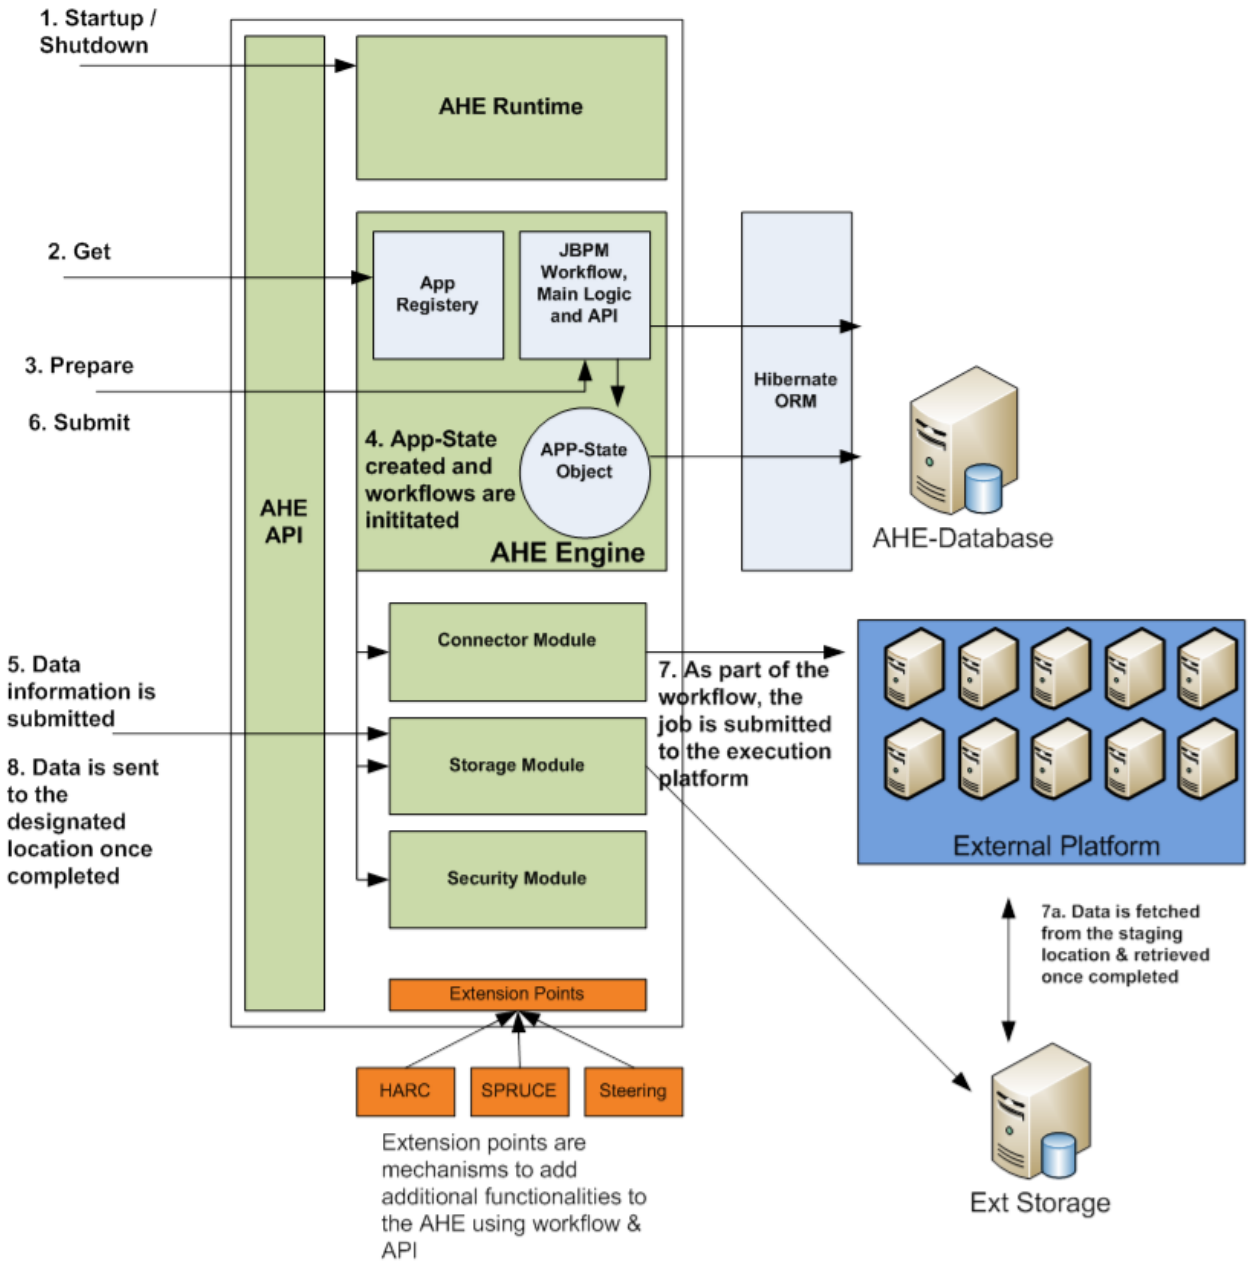 1. Startup /
Shutdown
AHE Runtime
2. Get
App
Registery
JBPM
Workflow,
Main Logic
and API
3. Prepare
6. Submit
Hibernate
ORM
4. App-State
created and
workflows are
inititated
APP-State
Object
AHE Engine
AHE
API
AHE-Database
Connector Module
5. Data
information is
submitted
7. As part of the
workflow, the
job is submitted
to the execution
platform
Storage Module
8. Data is sent
to the
designated
location once
completed
External Platform
Security Module
7a. Data is fetched
from the staging
location & retrieved
once completed
Extension Points
HARC
SPRUCE
Steering
Extension points are
mechanisms to add
additional functionalities to
the AHE using workflow &
API
Ext Storage